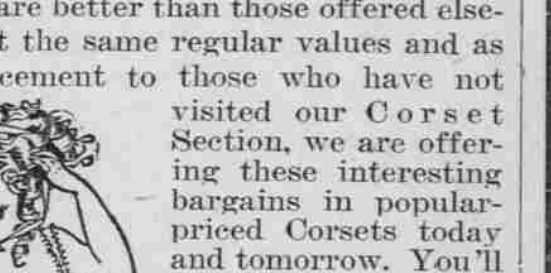 are better than those offered else-
t the same regular values and as
cement to those who have not
visited our Corset
Section, we are offer-
ing these interesting
bargains in popular-
priced Corsets today
and tomorrow. You'll